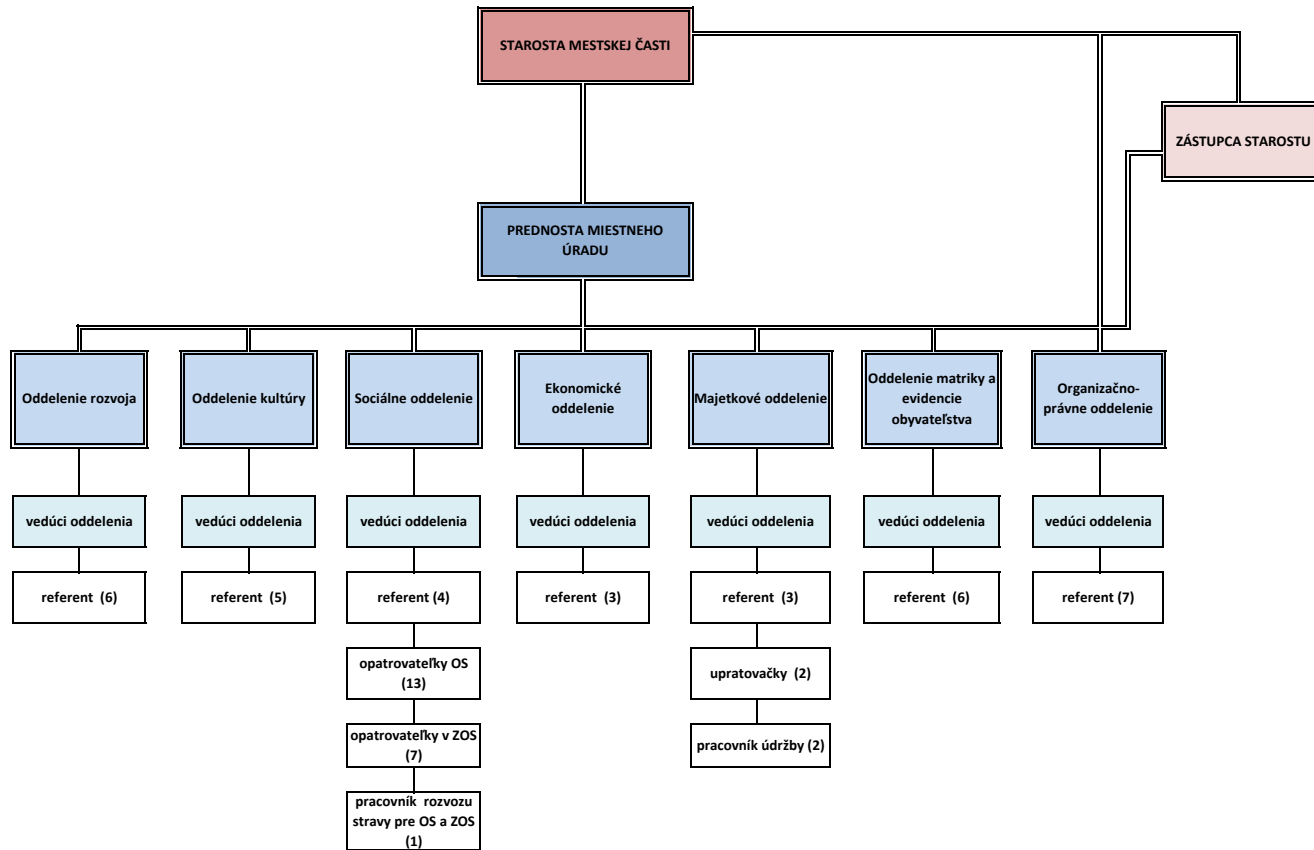 STAROSTA MESTSKEJ ČASTI
ZÁSTUPCA STAROSTU
PREDNOSTA MIESTNEHO
ÚRADU
Oddelenie rozvoja
Oddelenie kultúry
Sociálne oddelenie
Ekonomické
oddelenie
Majetkové oddelenie
Oddelenie matriky a
evidencie
obyvateľstva
Organizačno-
právne oddelenie
vedúci oddelenia
vedúci oddelenia
vedúci oddelenia
vedúci oddelenia
vedúci oddelenia
vedúci oddelenia
vedúci oddelenia
referent (6)
referent (5)
referent (4)
referent (3)
referent (3)
referent (6)
referent (7)
opatrovateľky OS
(13)
upratovačky (2)
opatrovateľky v ZOS
(7)
pracovník údržby (2)
pracovník rozvozu
stravy pre OS a ZOS
(1)